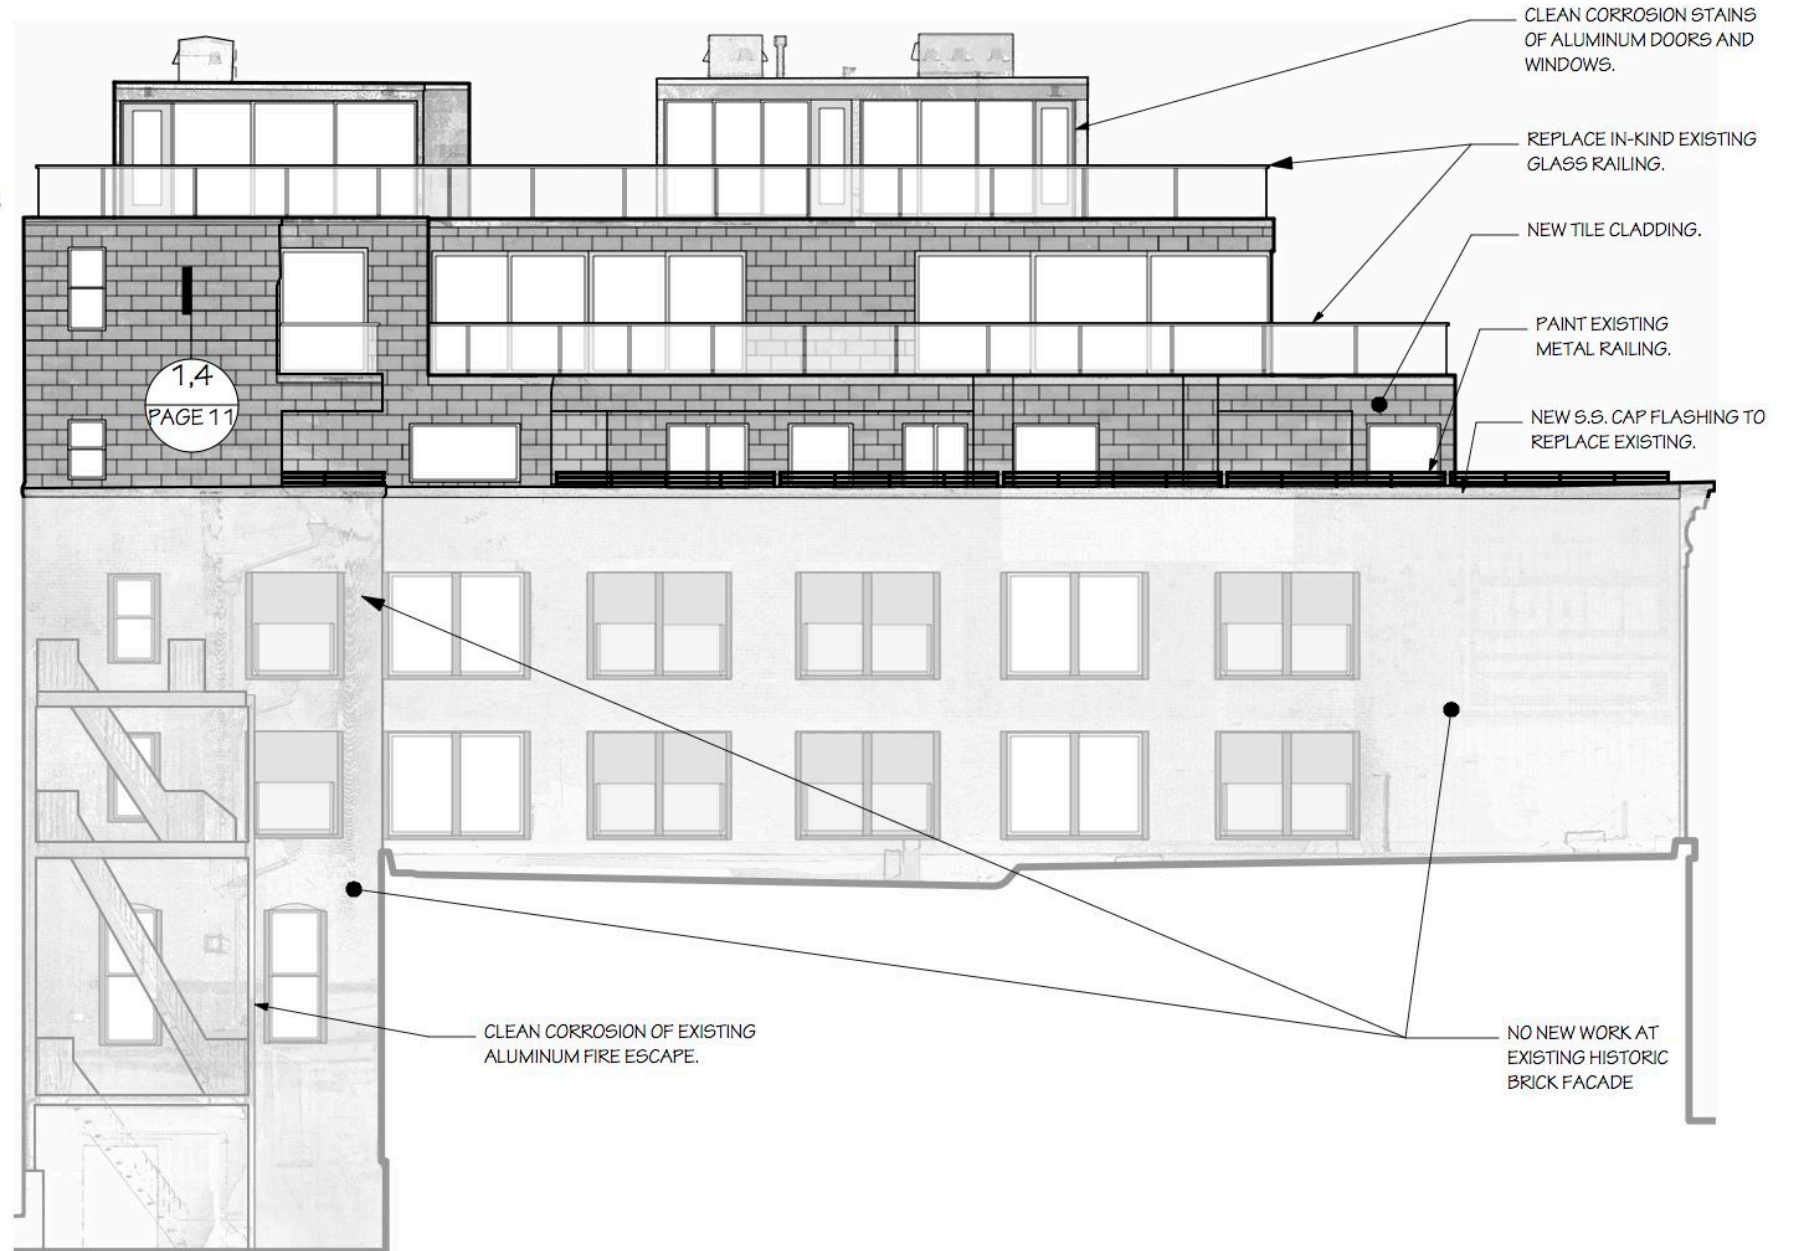 CLEAN CORROSION STAINS
OF ALUMINUM DOORS AND
WINDOWS.
REPLACE IN-KIND EXISTING
GLASS RAILING.
NEW TILE CLADDING.
PAINT EXISTING
METAL RAILING.
1,4
PAGE 11
NEW S.S. CAP FLASHING TO
REPLACE EXISTING.
CLEAN CORROSION OF EXISTING
ALUMINUM FIRE ESCAPE.
NO NEW WORK AT
EXISTING HISTORIC
BRICK FACADE